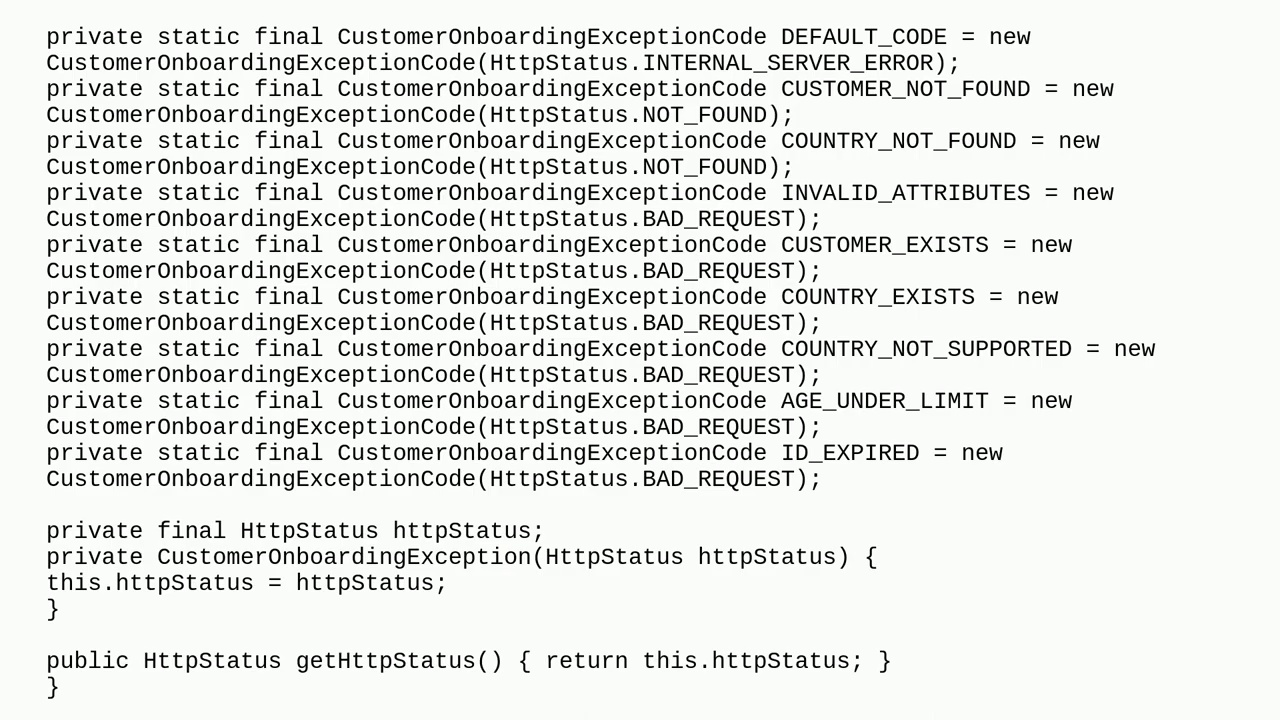 private static final CustomerOnboardingExceptionCode DEFAULT_CODE = new
CustomerOnboardingExceptionCode(HttpStatus.INTERNAL_SERVER_ERROR);
private static final CustomerOnboardingExceptionCode CUSTOMER_NOT_FOUND = new
CustomerOnboardingExceptionCode(HttpStatus.NOT_FOUND);
private static final CustomerOnboardingExceptionCode COUNTRY_NOT_FOUND = new
CustomerOnboardingExceptionCode(HttpStatus.NOT_FOUND);
private static final CustomerOnboardingExceptionCode INVALID_ATTRIBUTES = new
CustomerOnboardingExceptionCode(HttpStatus.BAD_REQUEST);
private static final CustomerOnboardingExceptionCode CUSTOMER_EXISTS = new
CustomerOnboardingExceptionCode(HttpStatus.BAD_REQUEST);
private static final CustomerOnboardingExceptionCode COUNTRY_EXISTS = new
CustomerOnboardingExceptionCode(HttpStatus.BAD_REQUEST);
private static final CustomerOnboardingExceptionCode COUNTRY_NOT_SUPPORTED = new
CustomerOnboardingExceptionCode(HttpStatus.BAD_REQUEST);
private static final CustomerOnboardingExceptionCode AGE_UNDER_LIMIT = new
CustomerOnboardingExceptionCode(HttpStatus.BAD_REQUEST);
private static final CustomerOnboardingExceptionCode ID_EXPIRED = new
CustomerOnboardingExceptionCode(HttpStatus.BAD_REQUEST);

private final HttpStatus httpStatus;
private CustomerOnboardingException(HttpStatus httpStatus) {
this.httpStatus = httpStatus;
}

public HttpStatus getHttpStatus() { return this.httpStatus; }
}